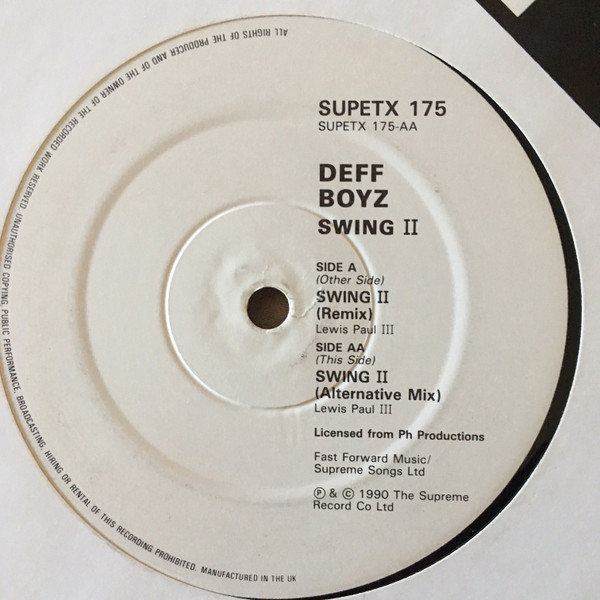 SUPETX 175
SUPETX 175-AA
DEFF
BOYZ
SWING II
SIDE A
(Other Side)
SWING II
(Remix)
Lewis Paul III
SIDE AA
(This Side)
SWING II
(Alternative Mix)
Lewis Paul III
Licensed from Ph Productions
Fast Forward Music/
Supreme Songs Ltd
Ⓟ & © 1990 The Supreme
Record Co Ltd
ALL RIGHTS OF THE PRODUCER AND OF THE OWNER OF THE RECORDED WORK RESERVED. UNAUTHORISED COPYING, PUBLIC PERFORMANCE, BROADCASTING, HIRING OR RENTAL OF THIS RECORDING PROHIBITED. MANUFACTURED IN THE UK